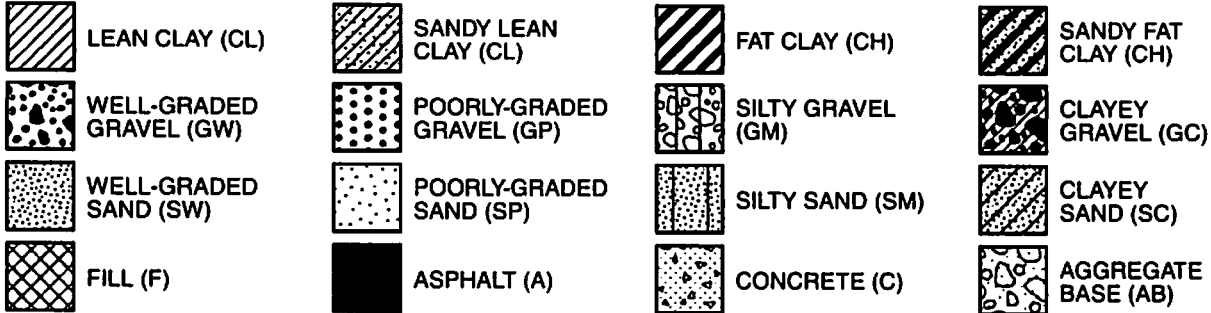 LEAN CLAY (CL)
SANDY LEAN
CLAY (CL)
FAT CLAY (CH)
SANDY FAT
CLAY (CH)
WELL-GRADED
GRAVEL (GW)
POORLY-GRADED
GRAVEL (GP)
SILTY GRAVEL
(GM)
CLAYEY
GRAVEL (GC)
WELL-GRADED
SAND (SW)
POORLY-GRADED
SAND (SP)
SILTY SAND (SM)
CLAYEY
SAND (SC)
FILL (F)
ASPHALT (A)
CONCRETE (C)
AGGREGATE
BASE (AB)